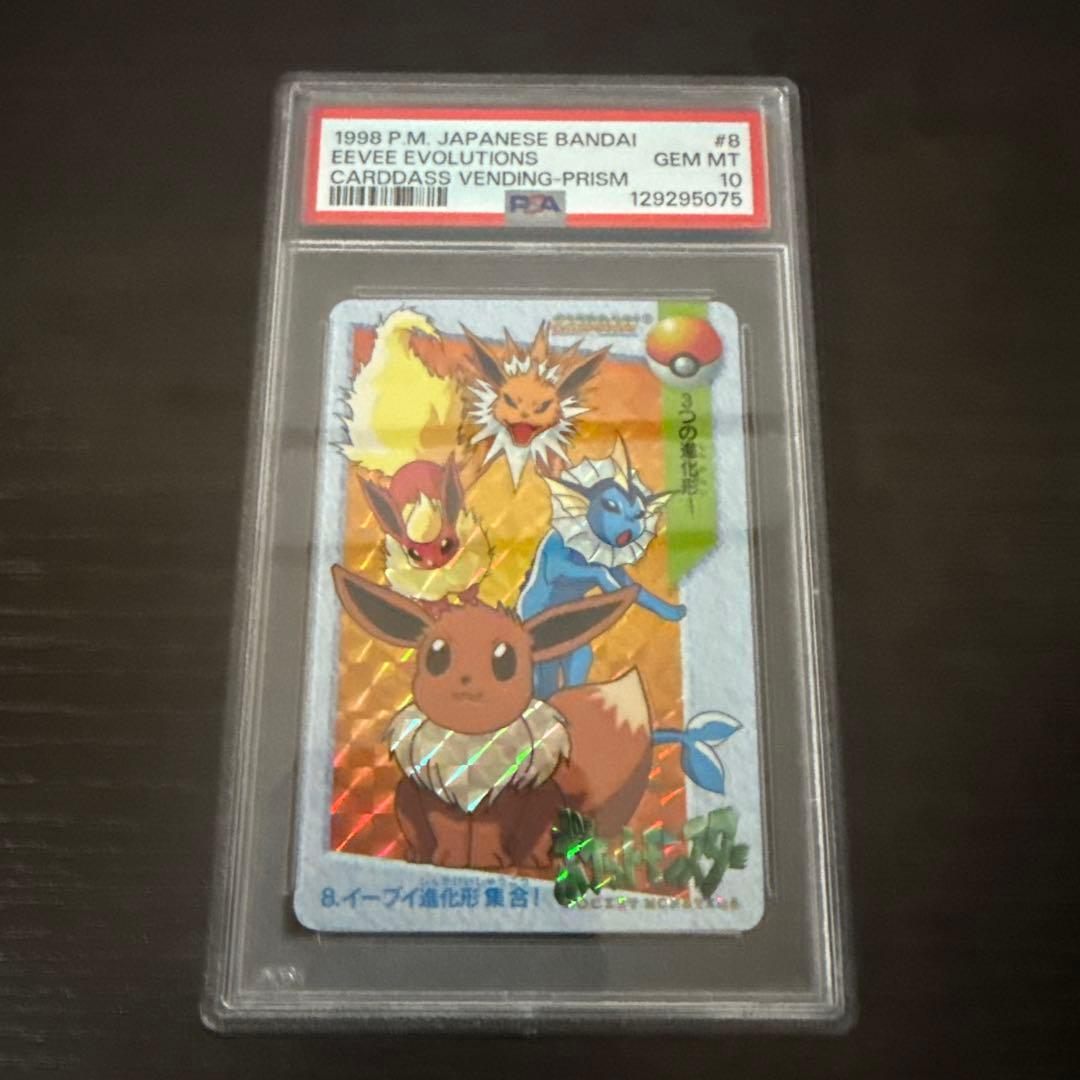 1998 P.M. JAPANESE BANDAI #8
EEVEE EVOLUTIONS GEM MT
CARDDASS VENDING-PRISM 10
PSA 129295075
3つの進化形!
ポケットモンスター
POCKET MONSTERS
8.イーブイ進化形集合!